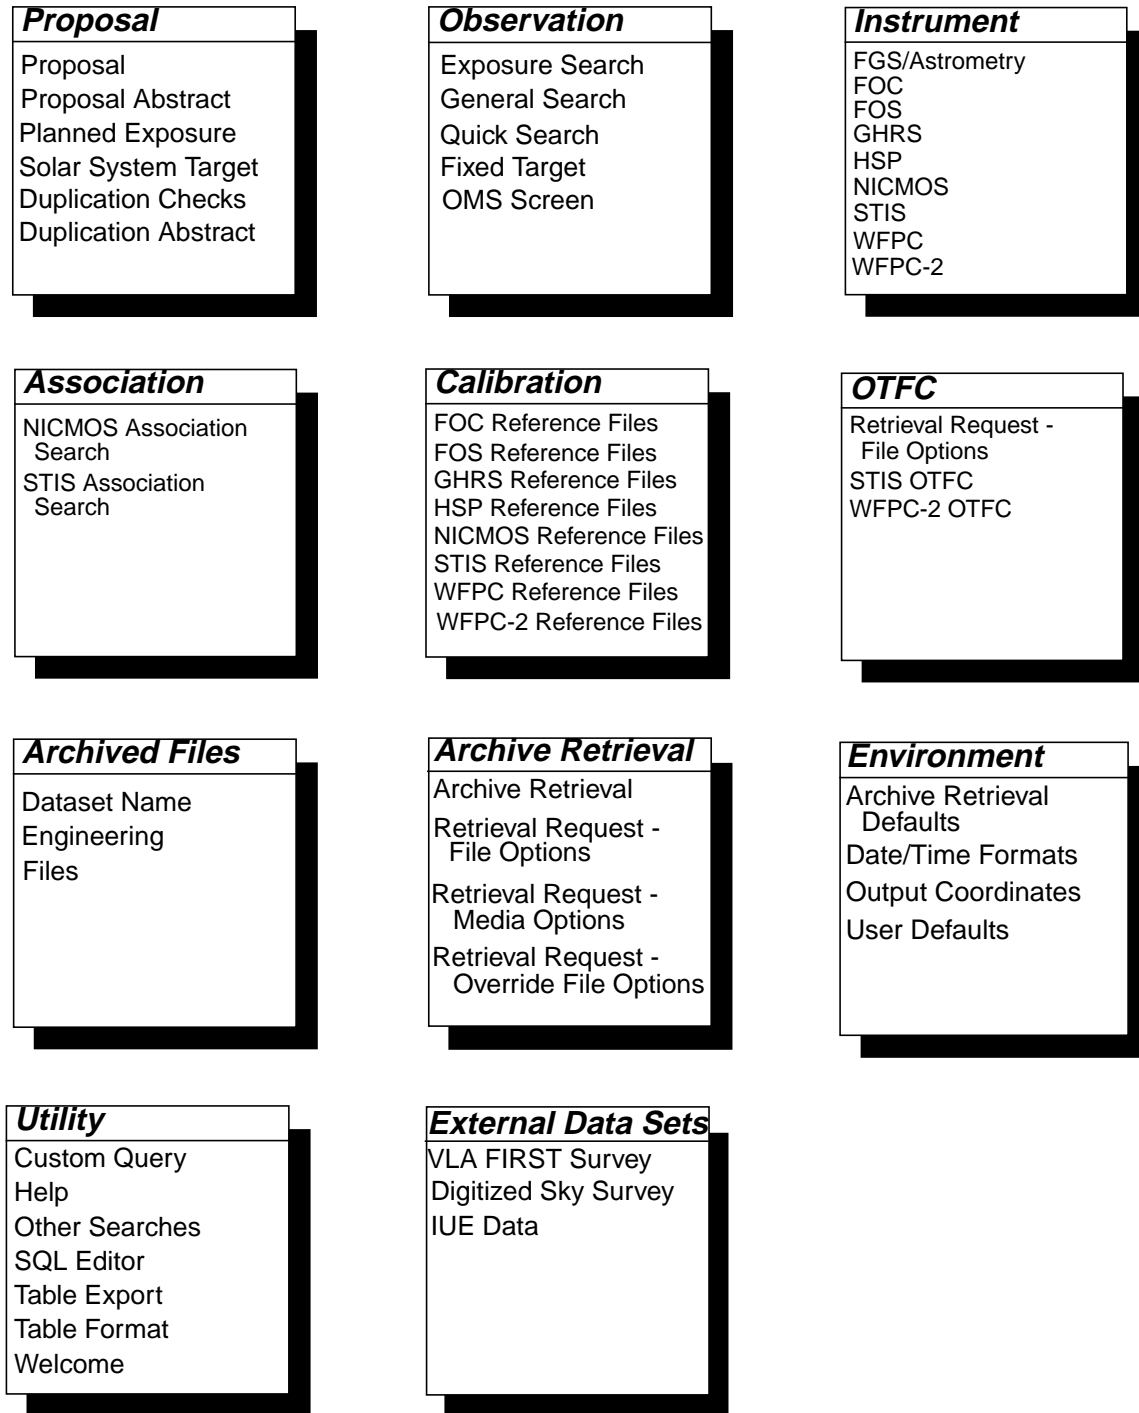 Proposal
Proposal
Proposal Abstract
Planned Exposure
Solar System Target
Duplication Checks
Duplication Abstract
Observation
Exposure Search
General Search
Quick Search
Fixed Target
OMS Screen
Instrument
FGS/Astrometry
FOC
FOS
GHRS
HSP
NICMOS
STIS
WFPC
WFPC-2
Association
NICMOS Association
Search
STIS Association
Search
Calibration
FOC Reference Files
FOS Reference Files
GHRS Reference Files
HSP Reference Files
NICMOS Reference Files
STIS Reference Files
WFPC Reference Files
WFPC-2 Reference Files
OTFC
Retrieval Request -
File Options
STIS OTFC
WFPC-2 OTFC
Archived Files
Dataset Name
Engineering
Files
Archive Retrieval
Archive Retrieval
Retrieval Request -
File Options
Retrieval Request -
Media Options
Retrieval Request -
Override File Options
Environment
Archive Retrieval
Defaults
Date/Time Formats
Output Coordinates
User Defaults
Utility
Custom Query
Help
Other Searches
SQL Editor
Table Export
Table Format
Welcome
External Data Sets
VLA FIRST Survey
Digitized Sky Survey
IUE Data